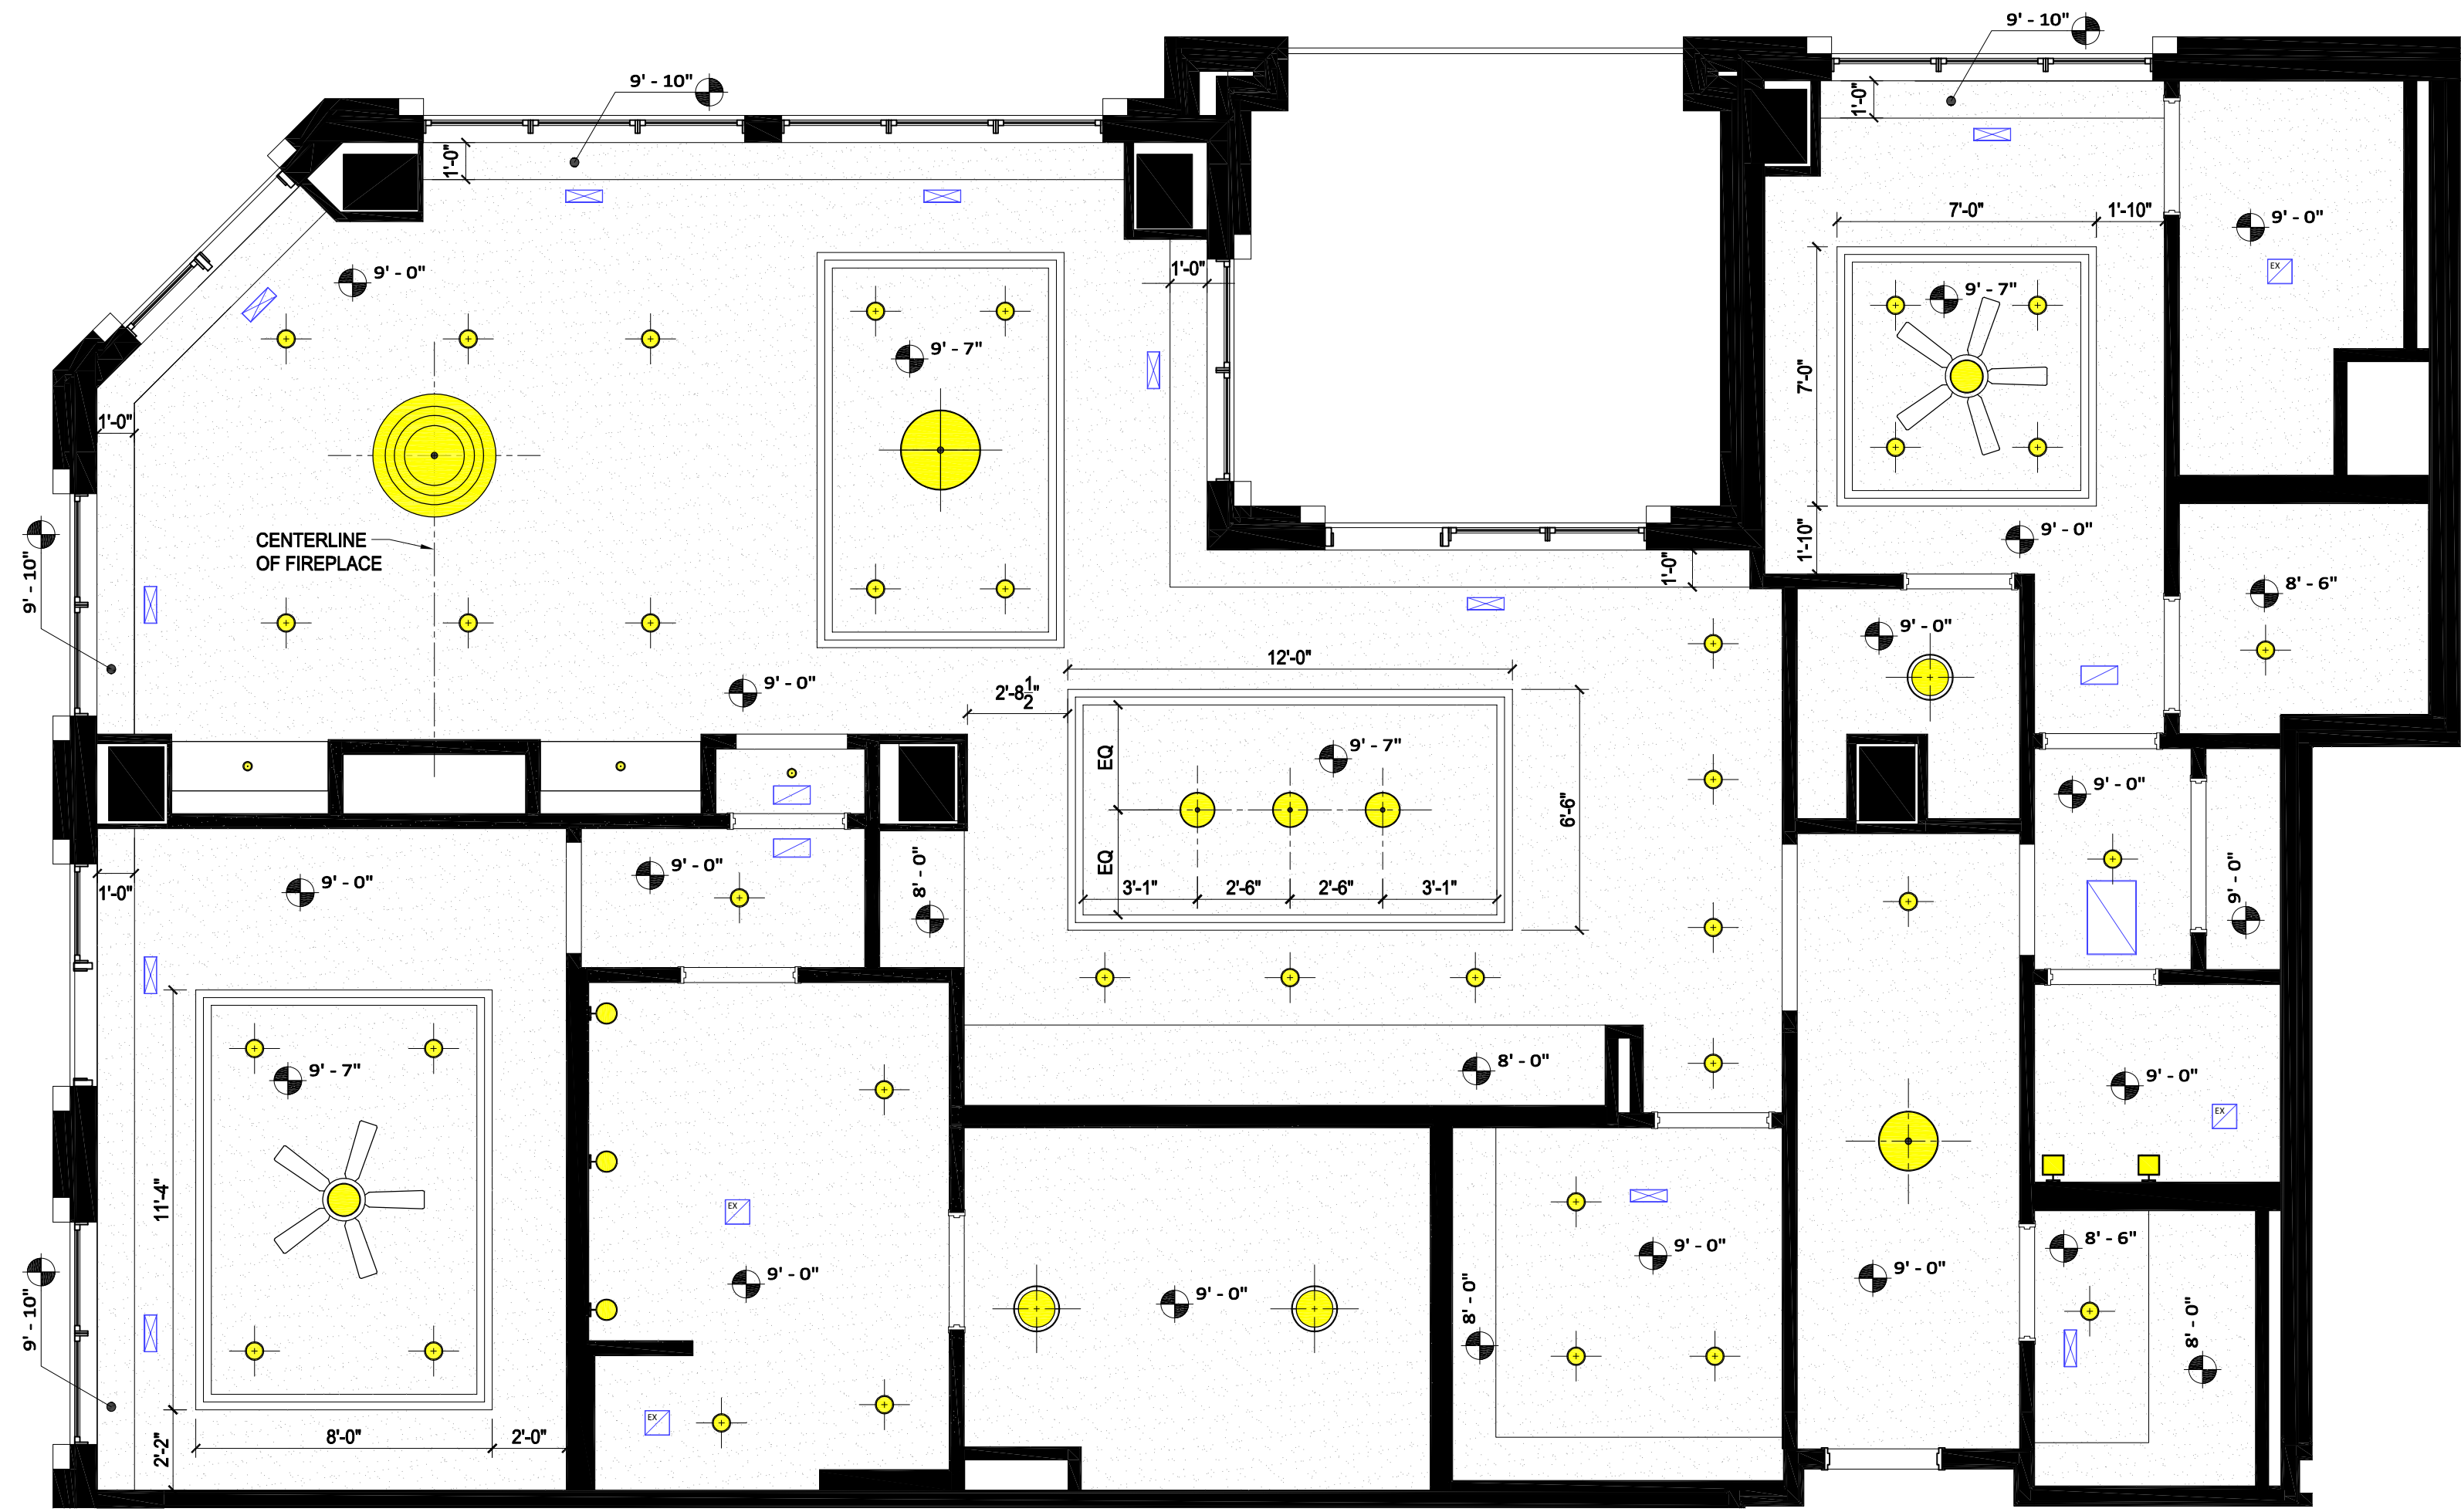 9' - 10"
9' - 10"
1'-0"
1'-0"
7'-0"
1'-10"
9' - 0"
EX
9' - 0"
1'-0"
9' - 7"
7'-0"
9' - 7"
1'-0"
CENTERLINE
OF FIREPLACE
9' - 10"
1'-10"
9' - 0"
1'-0"
8' - 6"
9' - 0"
12'-0"
2'-8 1/2"
9' - 0"
EQ
9' - 7"
6'-6"
9' - 0"
EQ
3'-1"
2'-6"
2'-6"
3'-1"
1'-0"
9' - 0"
9' - 0"
8' - 0"
9' - 0"
9' - 7"
8' - 0"
9' - 0"
EX
11'-4"
EX
9' - 0"
9' - 0"
8' - 0"
9' - 0"
9' - 0"
8' - 6"
8' - 0"
9' - 10"
EX
8'-0"
2'-0"
2'-2"